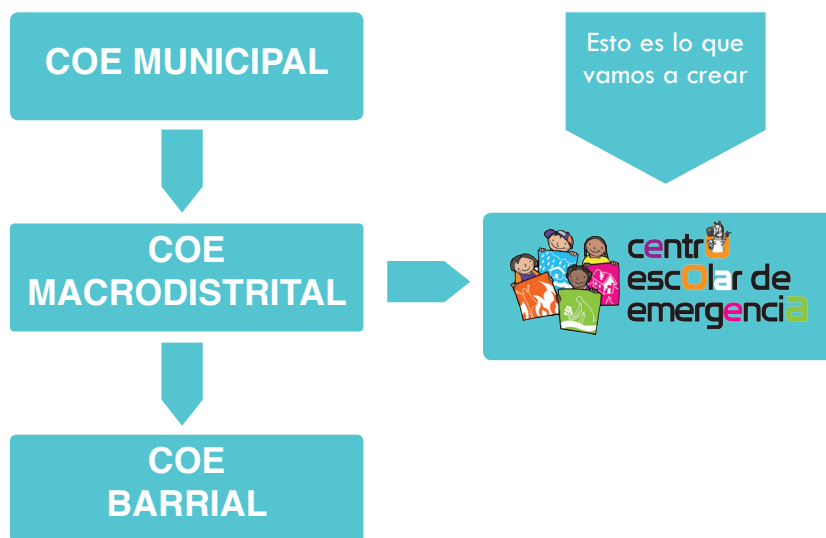 COE MUNICIPAL
Esto es lo que
vamos a crear
COE
MACRODISTRITAL
centro
escOlar de
emergencia
COE
BARRIAL